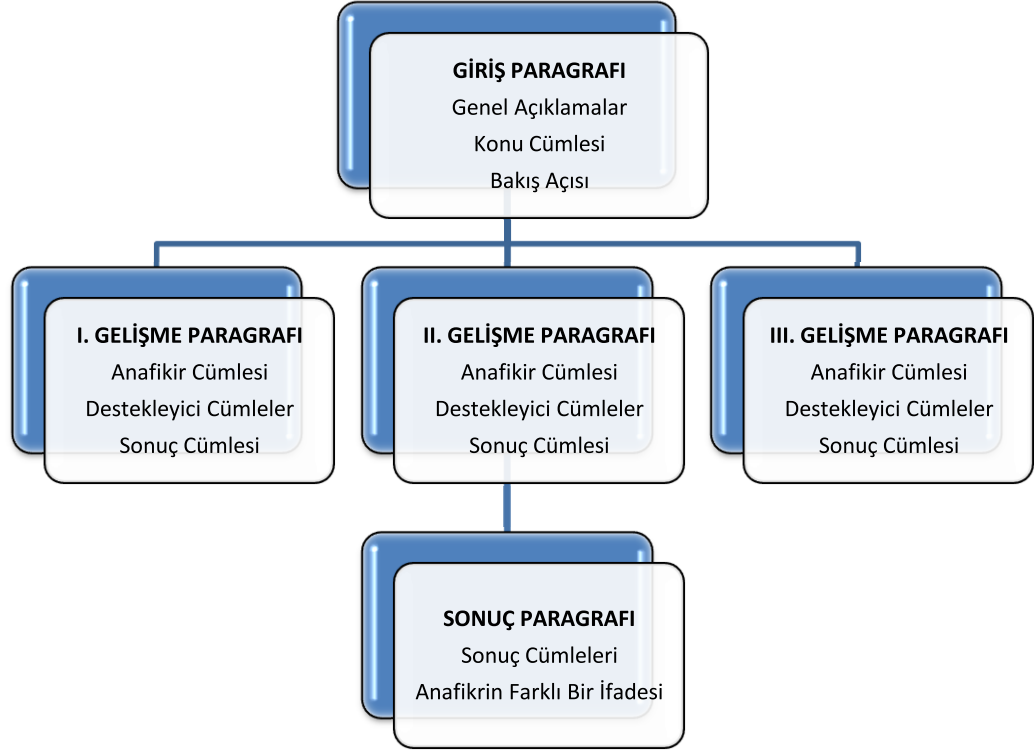 GİRİŞ PARAGRAFI
Genel Açıklamalar
Konu Cümlesi
Bakış Açısı
I. GELİŞME PARAGRAFI
Anafikir Cümlesi
Destekleyici Cümleler
Sonuç Cümlesi
II. GELİŞME PARAGRAFI
Anafikir Cümlesi
Destekleyici Cümleler
Sonuç Cümlesi
III. GELİŞME PARAGRAFI
Anafikir Cümlesi
Destekleyici Cümleler
Sonuç Cümlesi
SONUÇ PARAGRAFI
Sonuç Cümleleri
Anafikrin Farklı Bir İfadesi